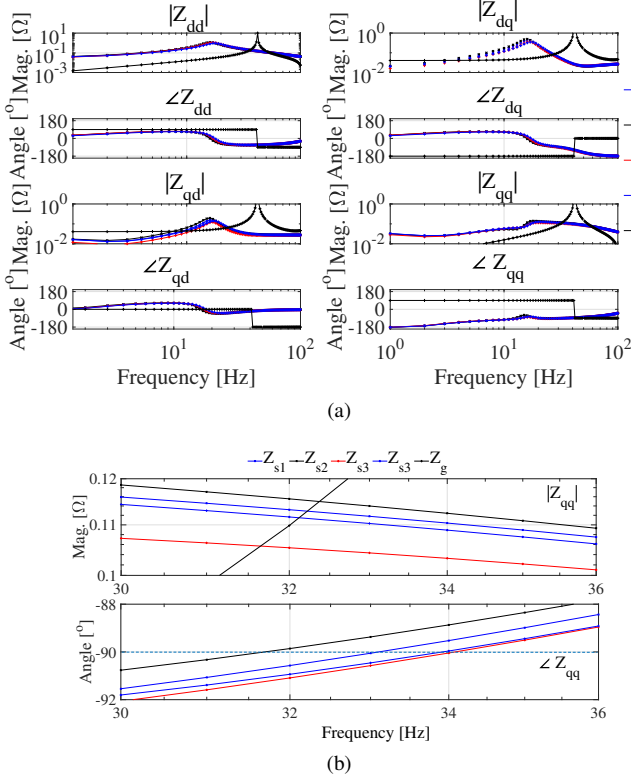 |Z_dd|
|Z_dq|
Mag. [Ω]
10^1
10^-1
10^-3
Mag. [Ω]
10^0
10^-2
∠Z_dd
∠Z_dq
Angle [°]
180
0
-180
Angle [°]
180
0
-180
|Z_qd|
|Z_qq|
Mag. [Ω]
10^0
10^-2
Mag. [Ω]
10^0
10^-2
∠Z_qd
∠ Z_qq
Angle [°]
180
0
-180
10^1
10^2
Angle [°]
180
0
-180
10^0
10^1
10^2
Frequency [Hz]
Frequency [Hz]
(a)
Z_s1 Z_s2 Z_s3 Z_s3 Z_g
Mag. [Ω]
0.12
0.11
0.1
|Z_qq|
30 32 34 36
Angle [°]
-88
-90
-92
∠ Z_qq
30 32 34 36
Frequency [Hz]
(b)